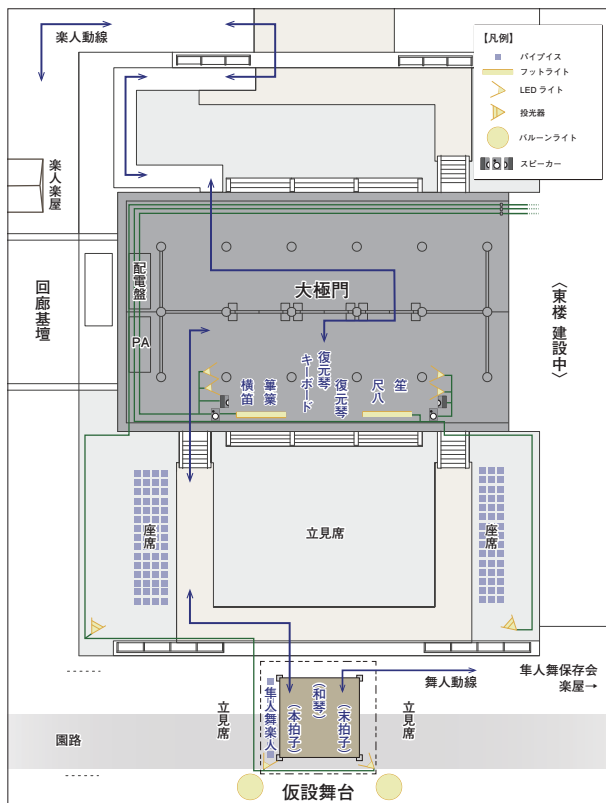 楽人動線
【凡例】
パイプイス
フットライト
LEDライト
投光器
バルーンライト
スピーカー
楽人楽屋
回廊基壇
配電盤
PA
大極門
〈東楼 建設中〉
横笛
篳篥
キーボード
復元琴
復元琴
尺八
笙
座席
立見席
座席
舞人動線
隼人舞保存会
楽屋→
立見席
隼人舞楽人
（本拍子）
（和琴）
（末拍子）
立見席
園路
仮設舞台